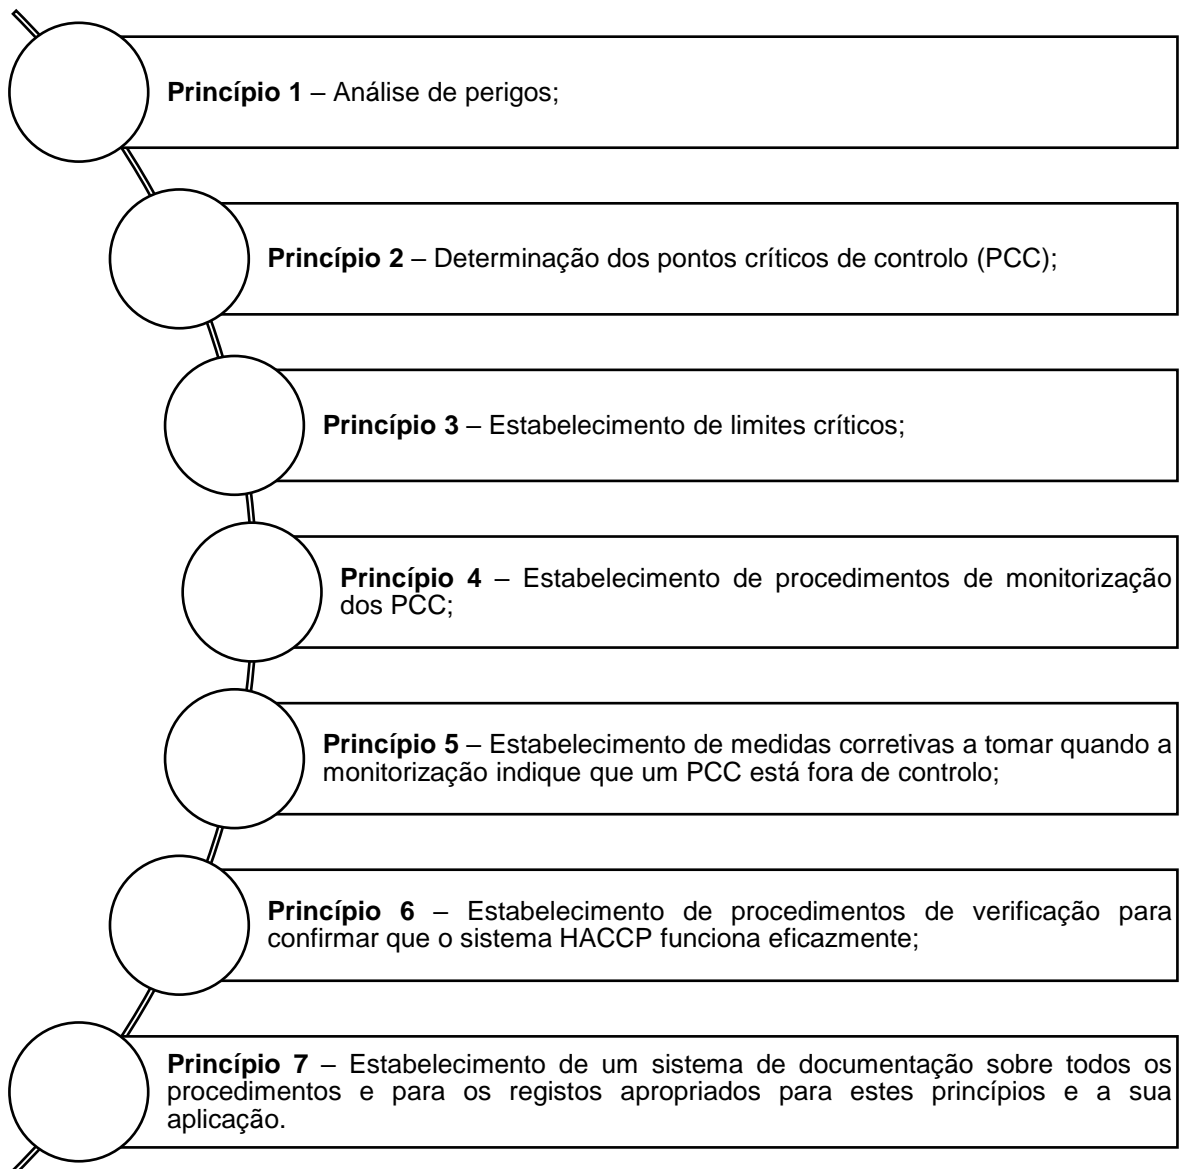 Princípio 1 – Análise de perigos;
Princípio 2 – Determinação dos pontos críticos de controlo (PCC);
Princípio 3 – Estabelecimento de limites críticos;
Princípio 4 – Estabelecimento de procedimentos de monitorização
dos PCC;
Princípio 5 – Estabelecimento de medidas corretivas a tomar quando a
monitorização indique que um PCC está fora de controlo;
Princípio 6 – Estabelecimento de procedimentos de verificação para
confirmar que o sistema HACCP funciona eficazmente;
Princípio 7 – Estabelecimento de um sistema de documentação sobre todos os
procedimentos e para os registos apropriados para estes princípios e a sua
aplicação.